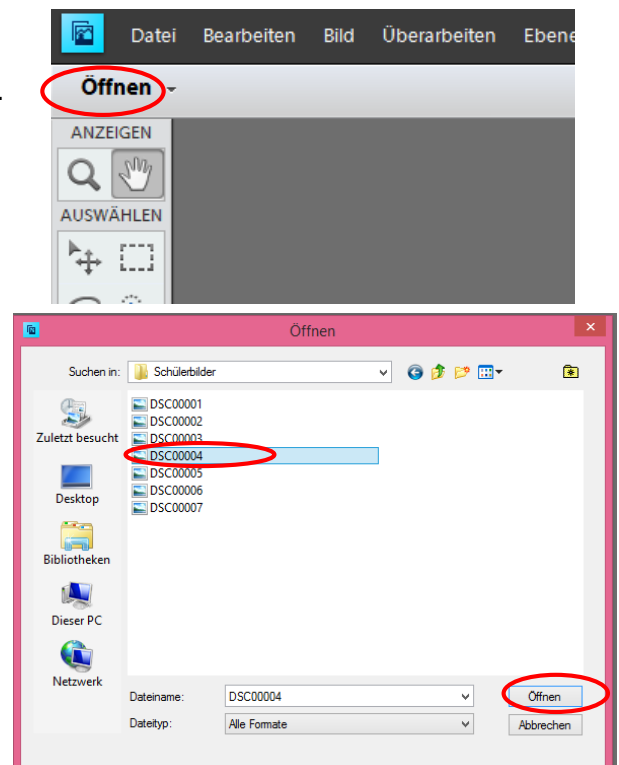 Datei Bearbeiten Bild Überarbeiten Ebene
Öffnen
ANZEIGEN
AUSWÄHLEN
Öffnen
Suchen in: Schülerbilder
Zuletzt besucht
Desktop
Bibliotheken
Dieser PC
Netzwerk
DSC00001
DSC00002
DSC00003
DSC00004
DSC00005
DSC00006
DSC00007
Dateiname: DSC00004 Öffnen
Dateityp: Alle Formate Abbrechen